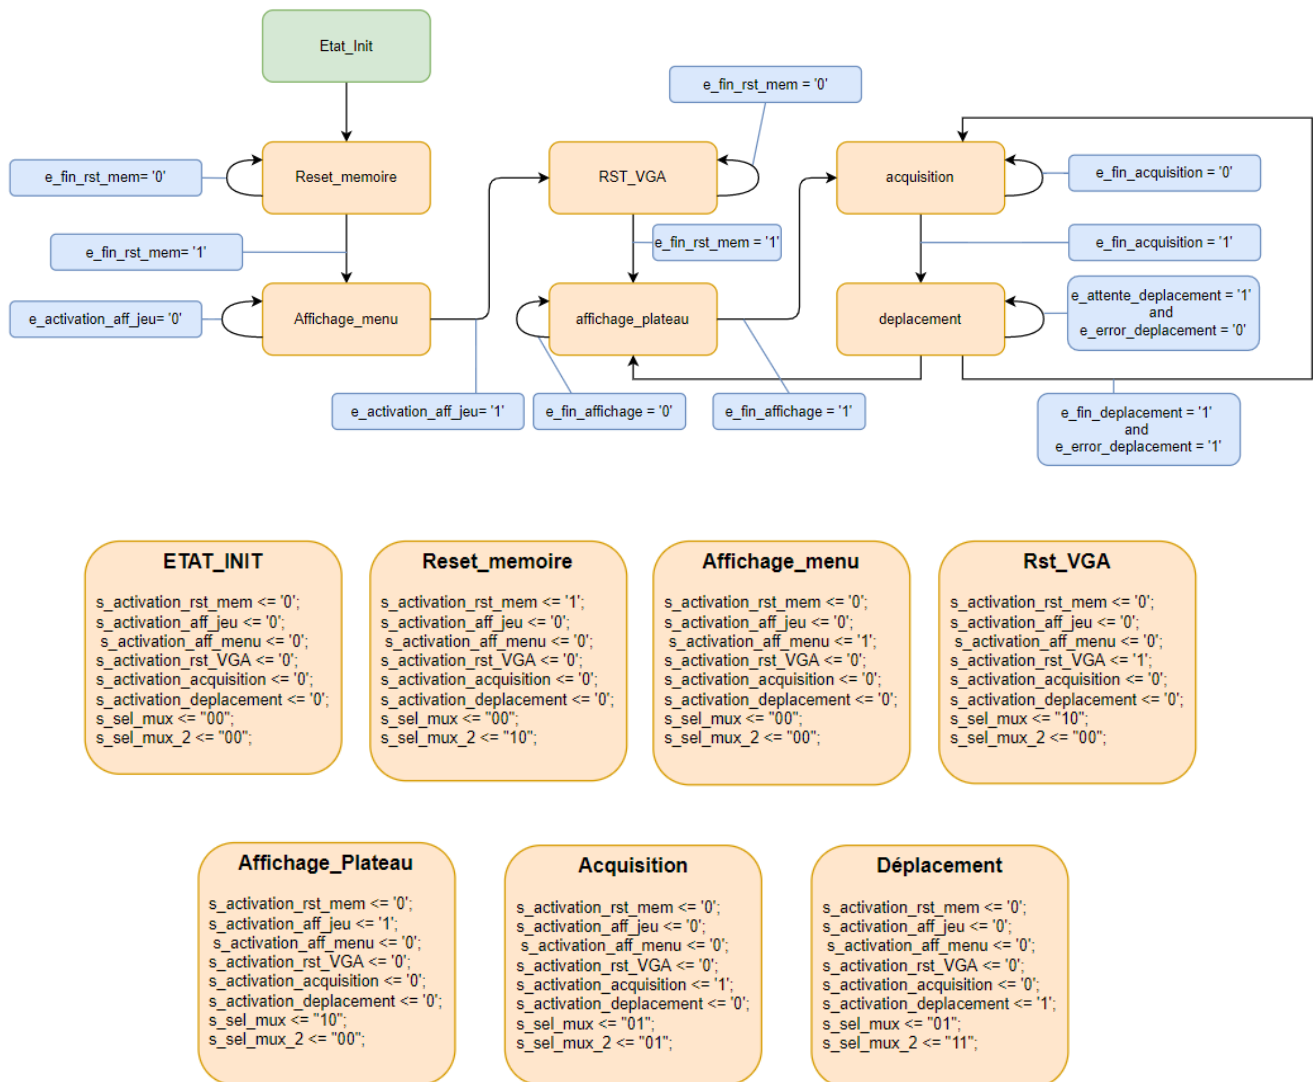 Etat_Init
e_fin_rst_mem = '0'
e_fin_rst_mem= '0'
Reset_memoire
RST_VGA
acquisition
e_fin_acquisition = '0'
e_fin_rst_mem= '1'
e_fin_rst_mem = '1'
e_fin_acquisition = '1'
e_activation_aff_jeu= '0'
Affichage_menu
affichage_plateau
deplacement
e_attente_deplacement = '1'
and
e_error_deplacement = '0'
e_activation_aff_jeu= '1'
e_fin_affichage = '0'
e_fin_affichage = '1'
e_fin_deplacement = '1'
and
e_error_deplacement = '1'
ETAT_INIT
s_activation_rst_mem <= '0';
s_activation_aff_jeu <= '0';
s_activation_aff_menu <= '0';
s_activation_rst_VGA <= '0';
s_activation_acquisition <= '0';
s_activation_deplacement <= '0';
s_sel_mux <= "00";
s_sel_mux_2 <= "00";
Reset_memoire
s_activation_rst_mem <= '1';
s_activation_aff_jeu <= '0';
s_activation_aff_menu <= '0';
s_activation_rst_VGA <= '0';
s_activation_acquisition <= '0';
s_activation_deplacement <= '0';
s_sel_mux <= "00";
s_sel_mux_2 <= "10";
Affichage_menu
s_activation_rst_mem <= '0';
s_activation_aff_jeu <= '0';
s_activation_aff_menu <= '1';
s_activation_rst_VGA <= '0';
s_activation_acquisition <= '0';
s_activation_deplacement <= '0';
s_sel_mux <= "00";
s_sel_mux_2 <= "00";
Rst_VGA
s_activation_rst_mem <= '0';
s_activation_aff_jeu <= '0';
s_activation_aff_menu <= '0';
s_activation_rst_VGA <= '1';
s_activation_acquisition <= '0';
s_activation_deplacement <= '0';
s_sel_mux <= "10";
s_sel_mux_2 <= "00";
Affichage_Plateau
s_activation_rst_mem <= '0';
s_activation_aff_jeu <= '1';
s_activation_aff_menu <= '0';
s_activation_rst_VGA <= '0';
s_activation_acquisition <= '0';
s_activation_deplacement <= '0';
s_sel_mux <= "10";
s_sel_mux_2 <= "00";
Acquisition
s_activation_rst_mem <= '0';
s_activation_aff_jeu <= '0';
s_activation_aff_menu <= '0';
s_activation_rst_VGA <= '0';
s_activation_acquisition <= '1';
s_activation_deplacement <= '0';
s_sel_mux <= "01";
s_sel_mux_2 <= "01";
Déplacement
s_activation_rst_mem <= '0';
s_activation_aff_jeu <= '0';
s_activation_aff_menu <= '0';
s_activation_rst_VGA <= '0';
s_activation_acquisition <= '0';
s_activation_deplacement <= '1';
s_sel_mux <= "01";
s_sel_mux_2 <= "11";